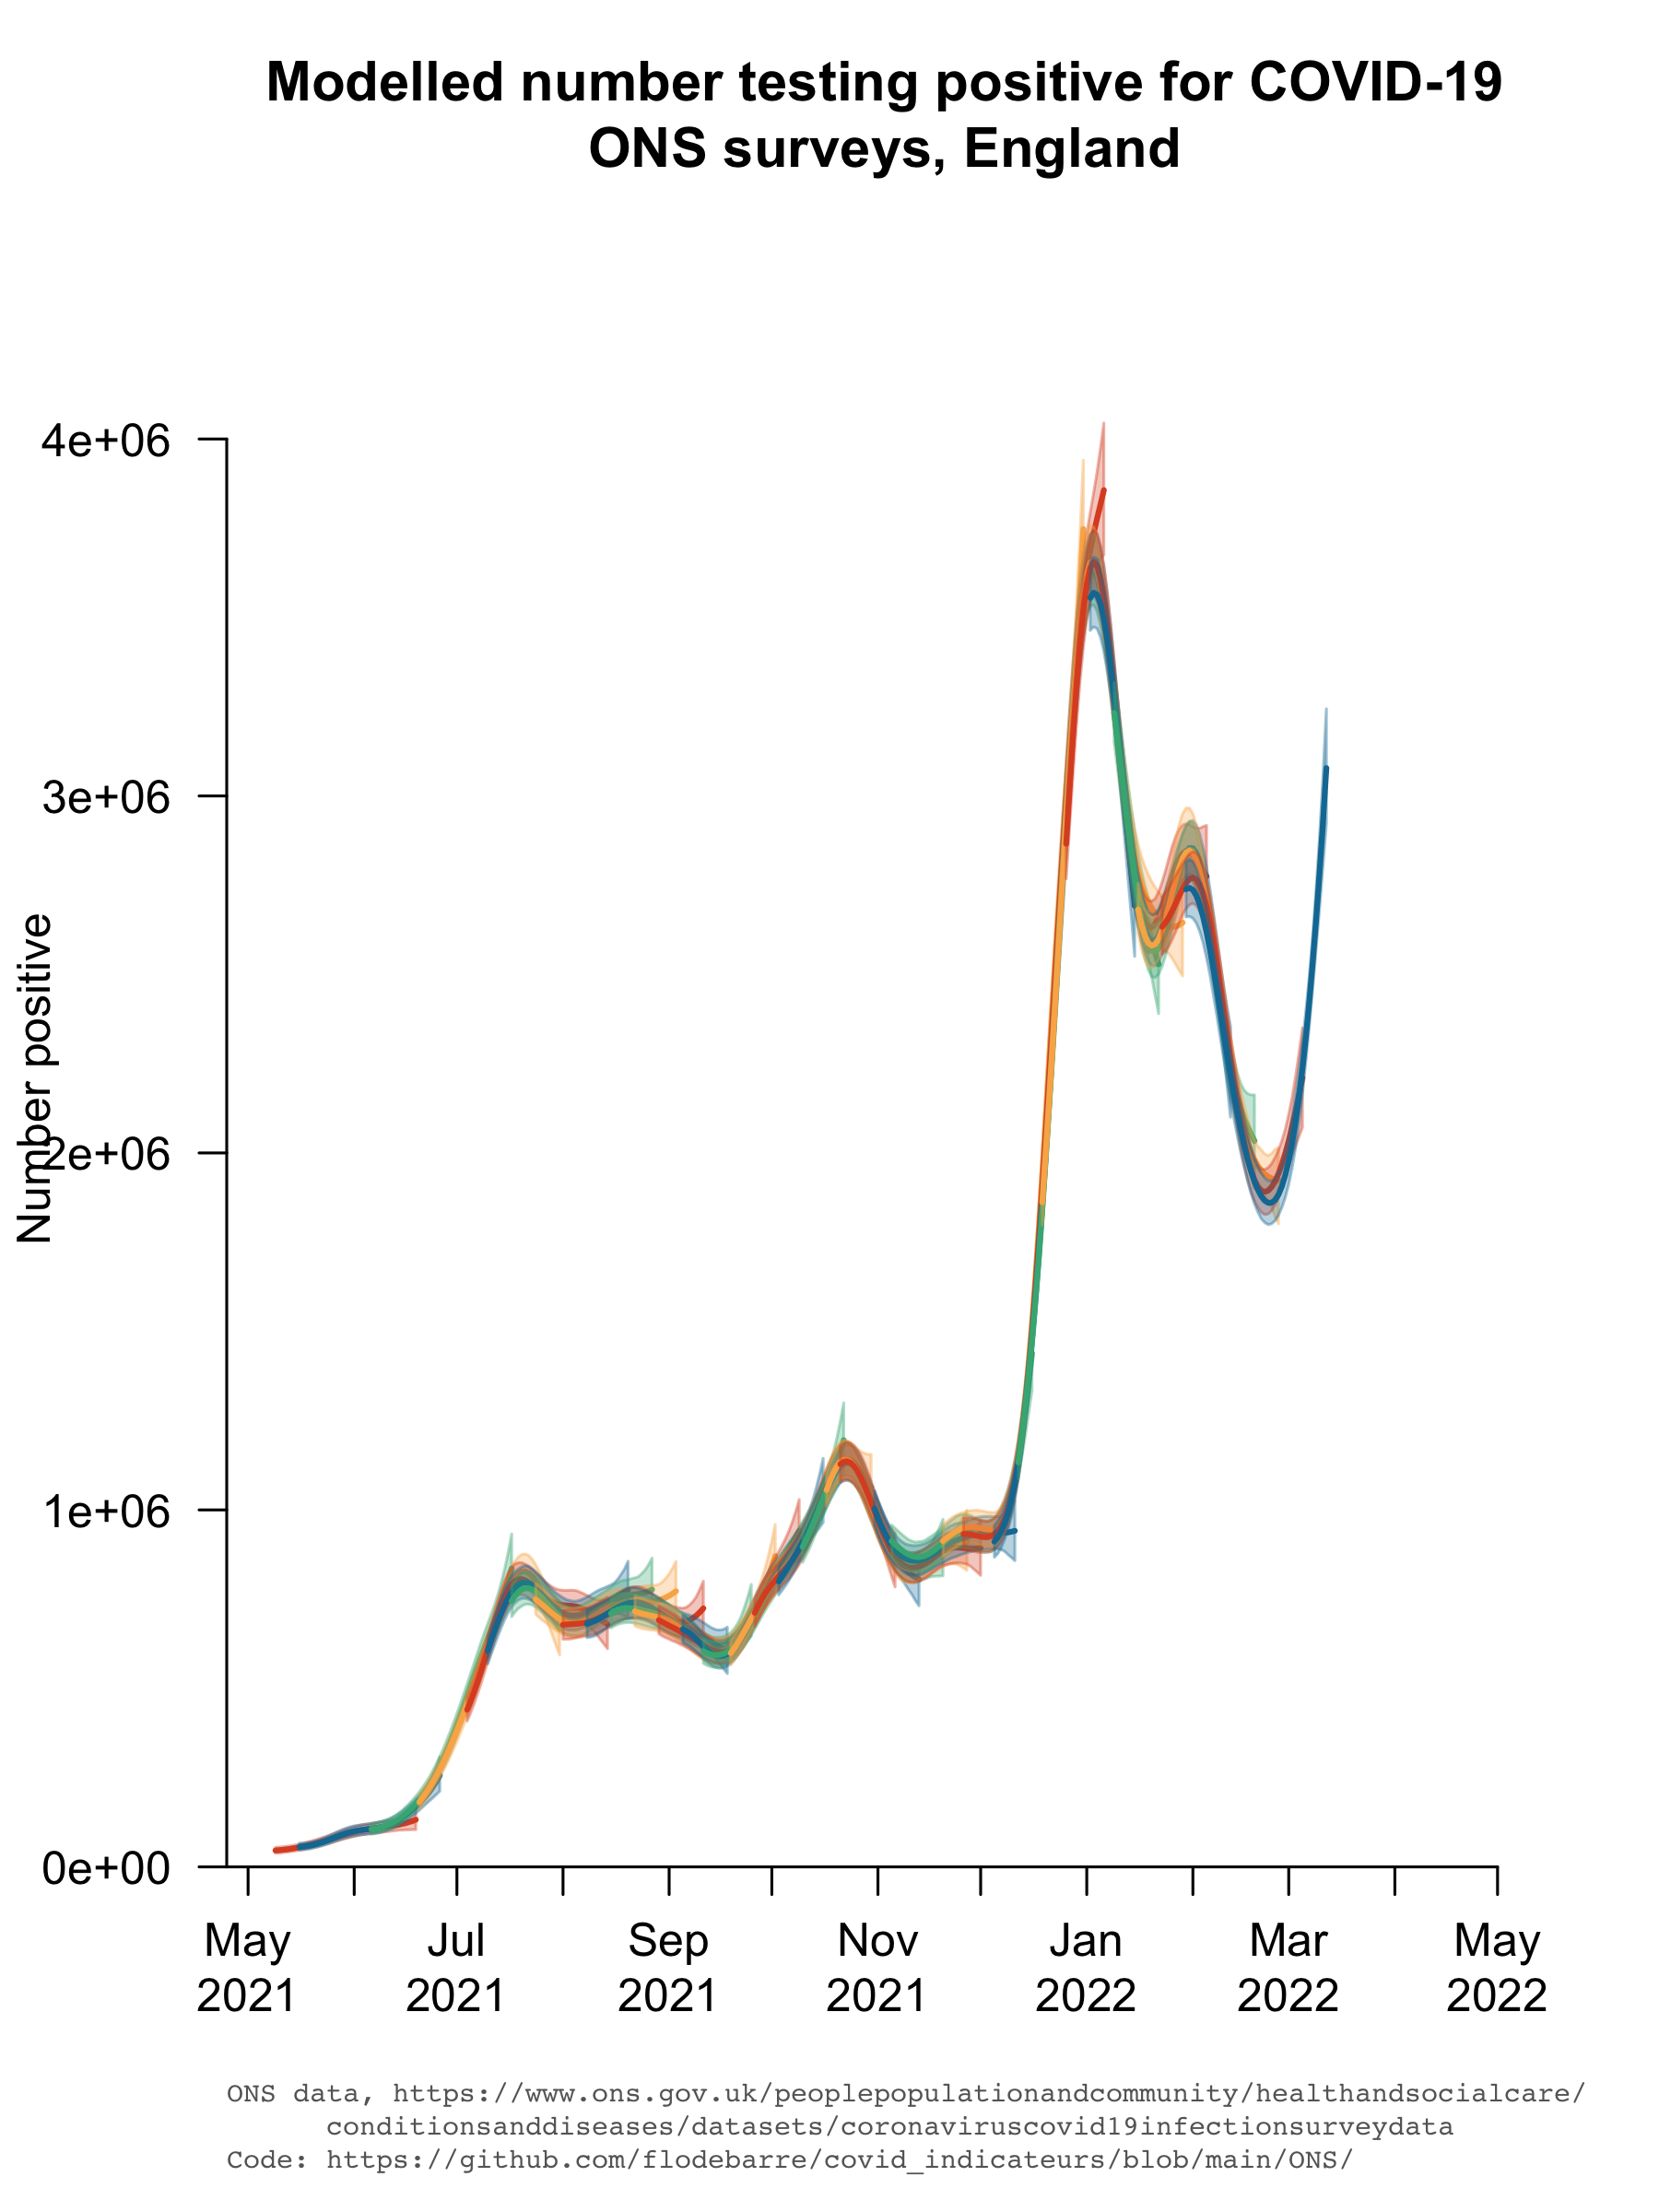 Modelled number testing positive for COVID-19
ONS surveys, England
4e+06
3e+06
2e+06
1e+06
0e+00
Number positive
May Jul Sep Nov Jan Mar May
2021 2021 2021 2021 2022 2022 2022
ONS data, https://www.ons.gov.uk/peoplepopulationandcommunity/healthandsocialcare/
conditionsanddiseases/datasets/coronaviruscovid19infectionsurveydata
Code: https://github.com/flodebarre/covid_indicateurs/blob/main/ONS/